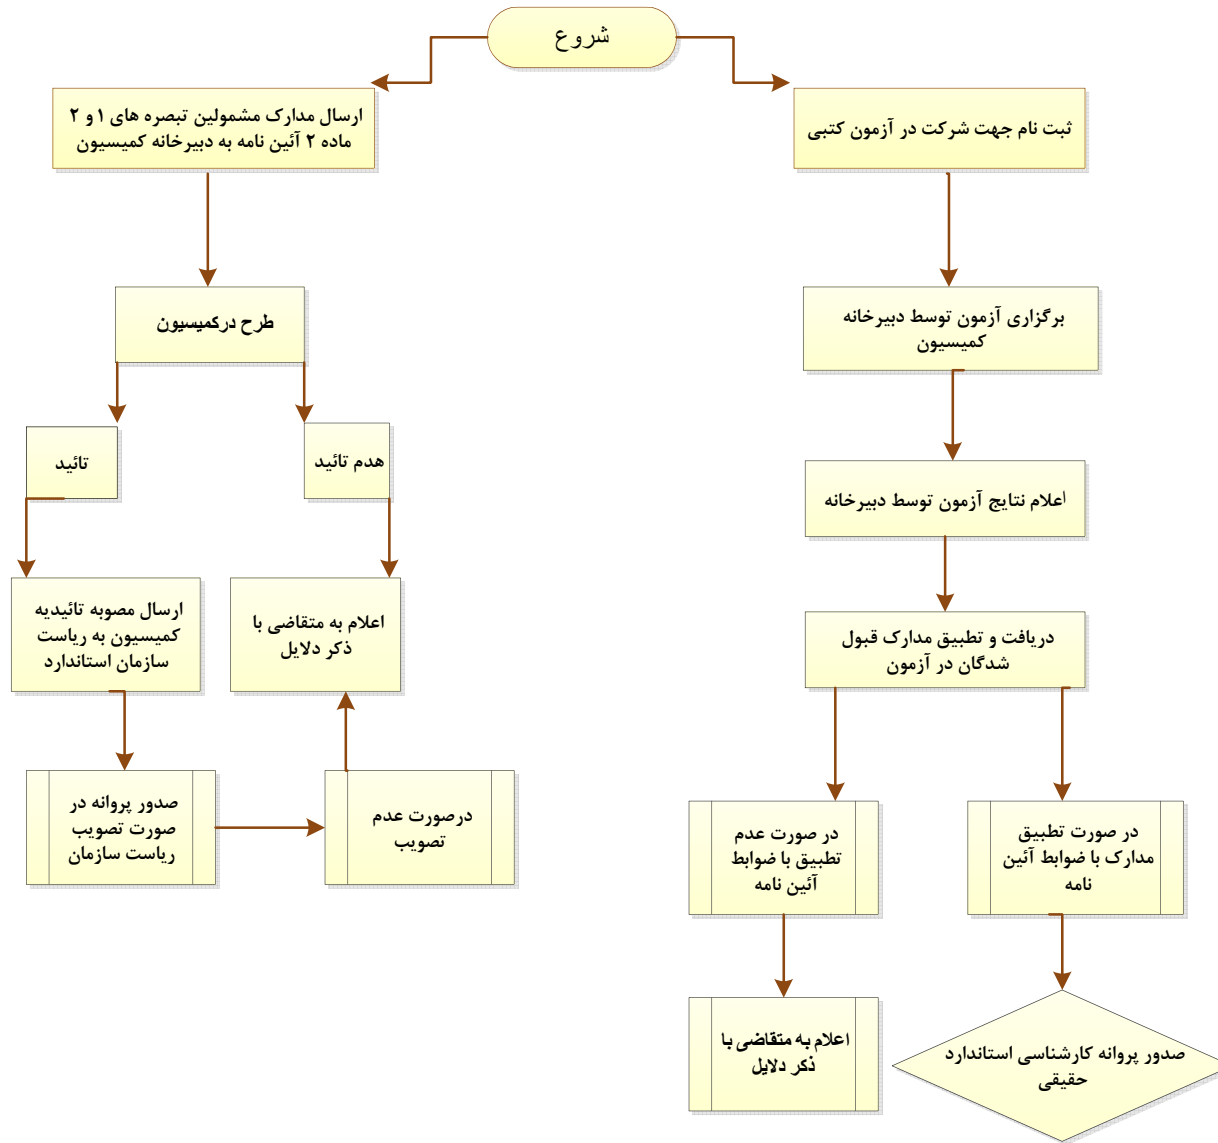 شروع
ثبت نام جهت شرکت در آزمون کتبی
ارسال مدارک مشمولین تبصره های ۱ و ۲
ماده ۲ آئین نامه به دبیرخانه کمیسیون
برگزاری آزمون توسط دبیرخانه
کمیسیون
طرح درکمیسیون
اعلام نتایج آزمون توسط دبیرخانه
هدم تائید
تائید
دریافت و تطبیق مدارک قبول
شدگان در آزمون
اعلام به متقاضی با
ذکر دلایل
ارسال مصوبه تائیدیه
کمیسیون به ریاست
سازمان استاندارد
در صورت تطبیق
مدارک با ضوابط آئین
نامه
در صورت عدم
تطبیق با ضوابط
آئین نامه
درصورت عدم
تصویب
صدور پروانه در
صورت تصویب
ریاست سازمان
صدور پروانه کارشناسی استاندارد
حقیقی
اعلام به متقاضی با
ذکر دلایل